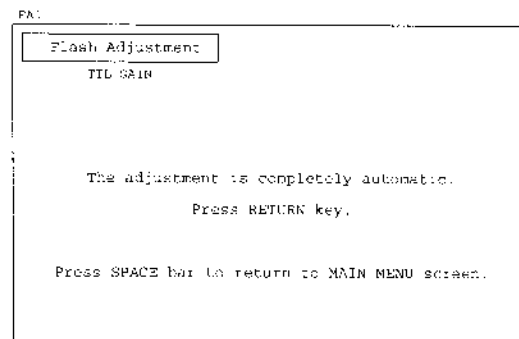 Flash Adjustment
TTL GAIN
The adjustment is completely automatic.
Press RETURN key.
Press SPACE bar to return to MAIN MENU screen.